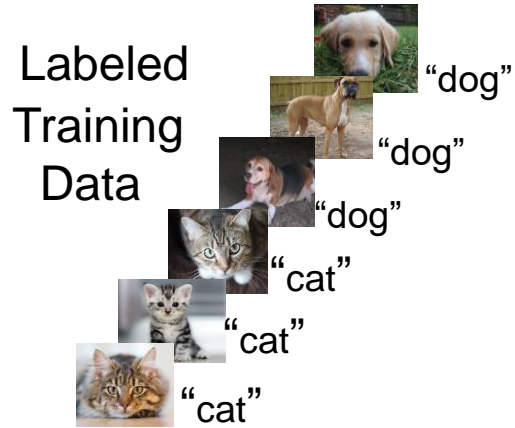 Labeled
Training
Data
“dog”
“dog”
“dog”
“cat”
“cat”
“cat”